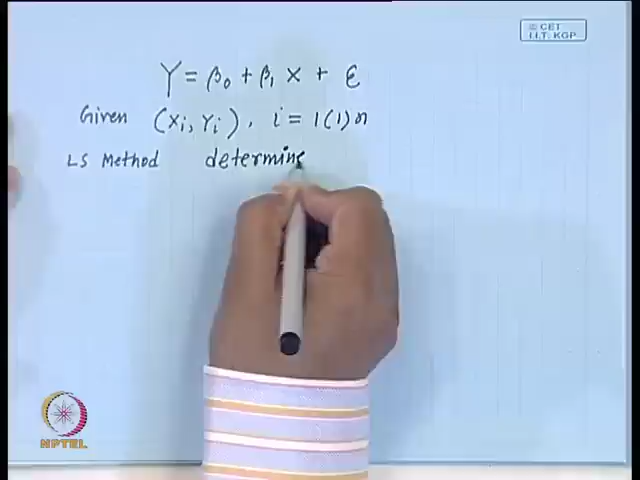 © CET
I.I.T. KGP
Y = β₀ + β₁ X + ε
Given (Xi, Yi), i = 1(1)n
LS Method determine
NPTEL